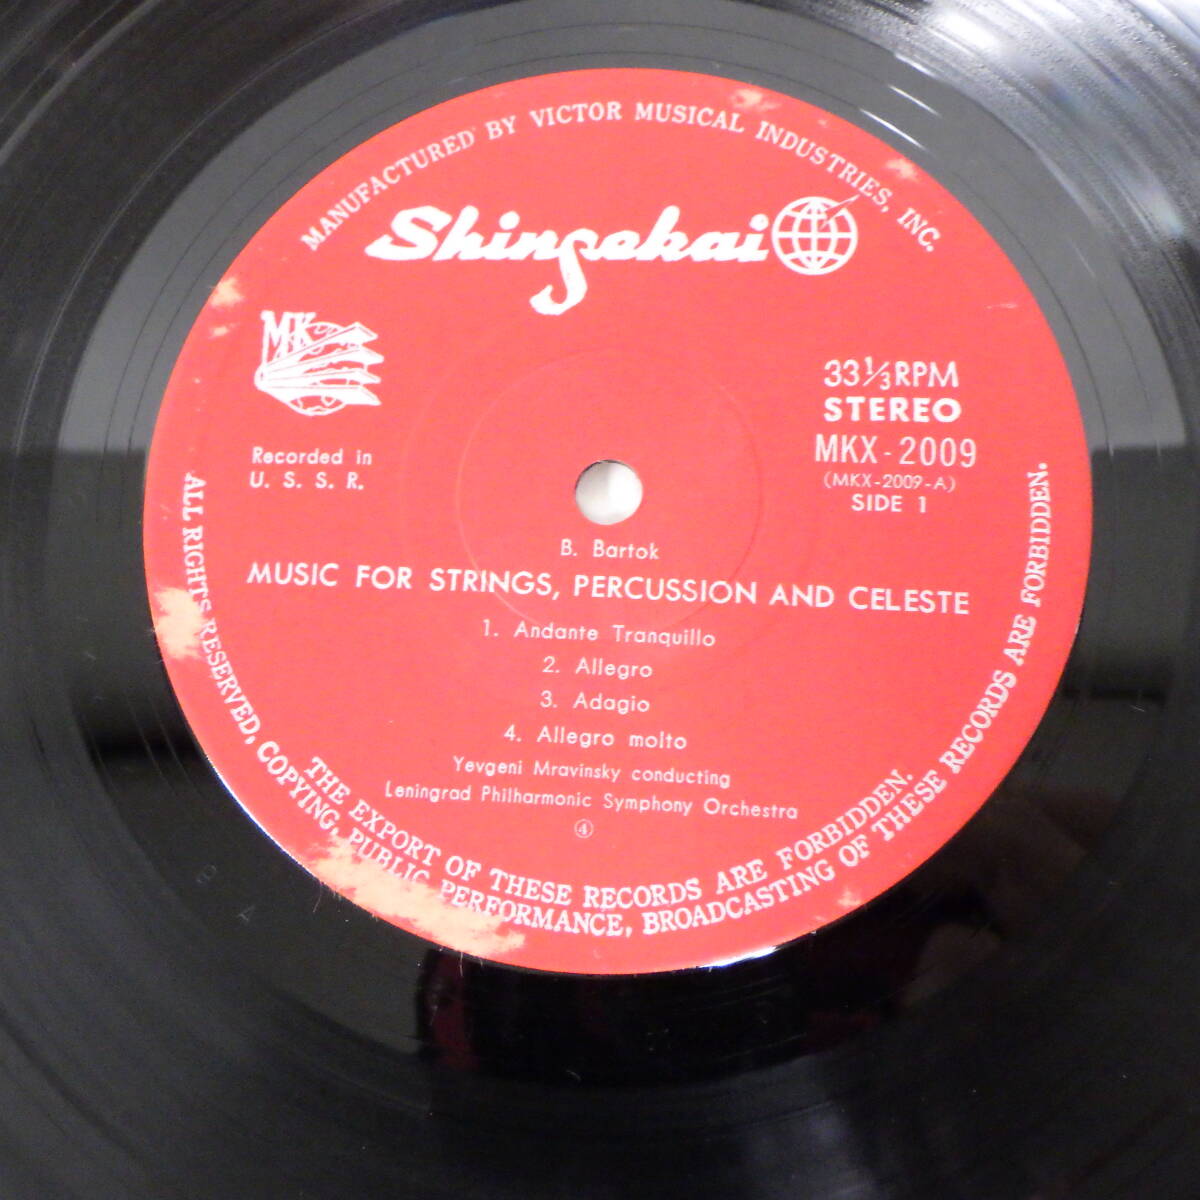 MANUFACTURED BY VICTOR MUSICAL INDUSTRIES, INC.
Shinsekai
MK
Recorded in
U. S. S. R.
33⅓RPM
STEREO
MKX-2009
(MKX-2009-A)
SIDE 1
B. Bartok
MUSIC FOR STRINGS, PERCUSSION AND CELESTE
1. Andante Tranquillo
2. Allegro
3. Adagio
4. Allegro molto
Yevgeni Mravinsky conducting
Leningrad Philharmonic Symphony Orchestra
④
THE EXPORT OF THESE RECORDS ARE FORBIDDEN.
ALL RIGHTS RESERVED, COPYING, PUBLIC PERFORMANCE, BROADCASTING OF THESE RECORDS ARE FORBIDDEN.